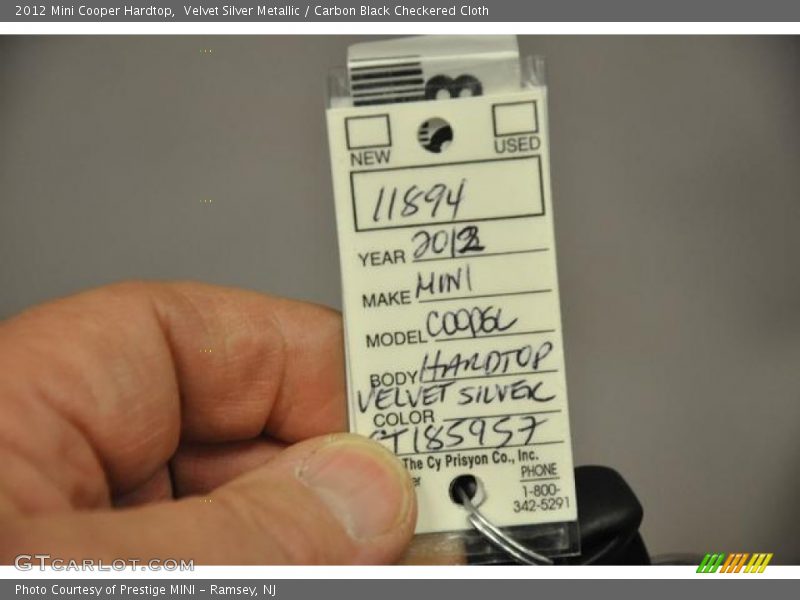 2012 Mini Cooper Hardtop, Velvet Silver Metallic / Carbon Black Checkered Cloth
NEW USED
11894
YEAR 2012
MAKE MINI
MODEL COOPER
BODY HARDTOP
VELVET SILVER
COLOR
CT185957
The Cy Prisyon Co., Inc.
PHONE
1-800-
342-5291
GTCARLOT.COM
Photo Courtesy of Prestige MINI - Ramsey, NJ